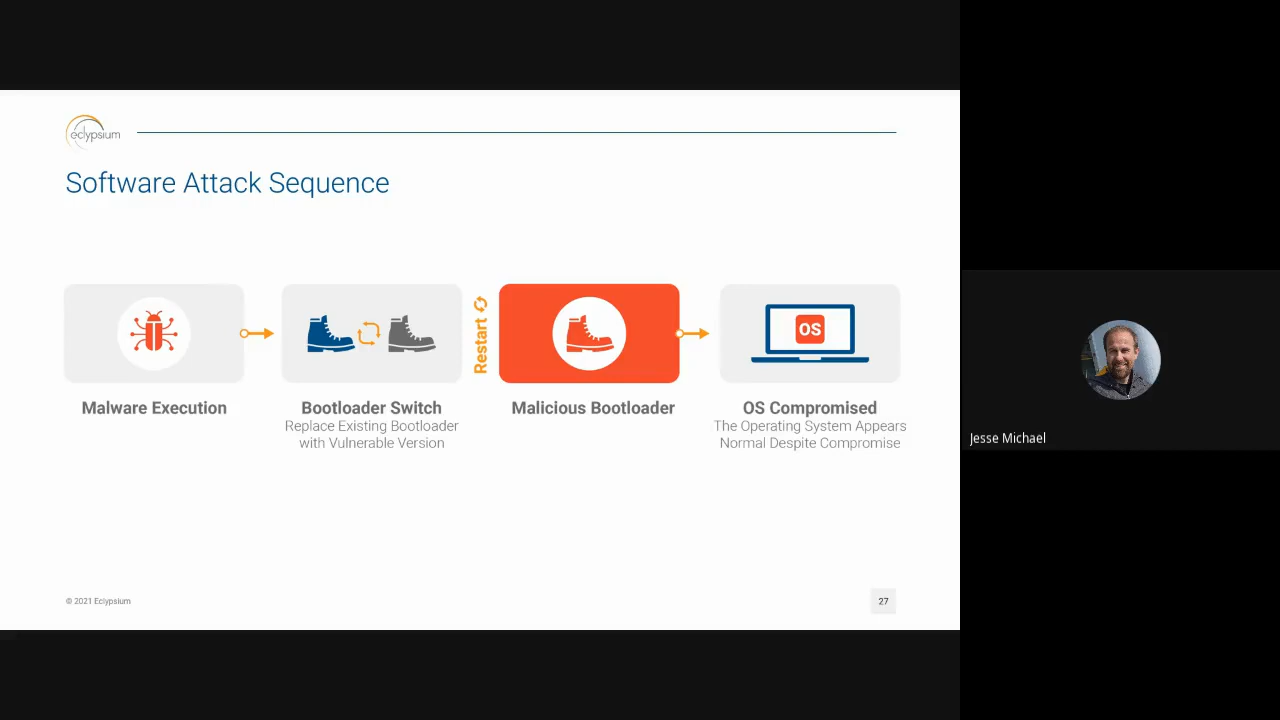 eclypsium
Software Attack Sequence
Restart
OS
Malware Execution
Bootloader Switch
Replace Existing Bootloader
with Vulnerable Version
Malicious Bootloader
OS Compromised
The Operating System Appears
Normal Despite Compromise
Jesse Michael
© 2021 Eclypsium
27